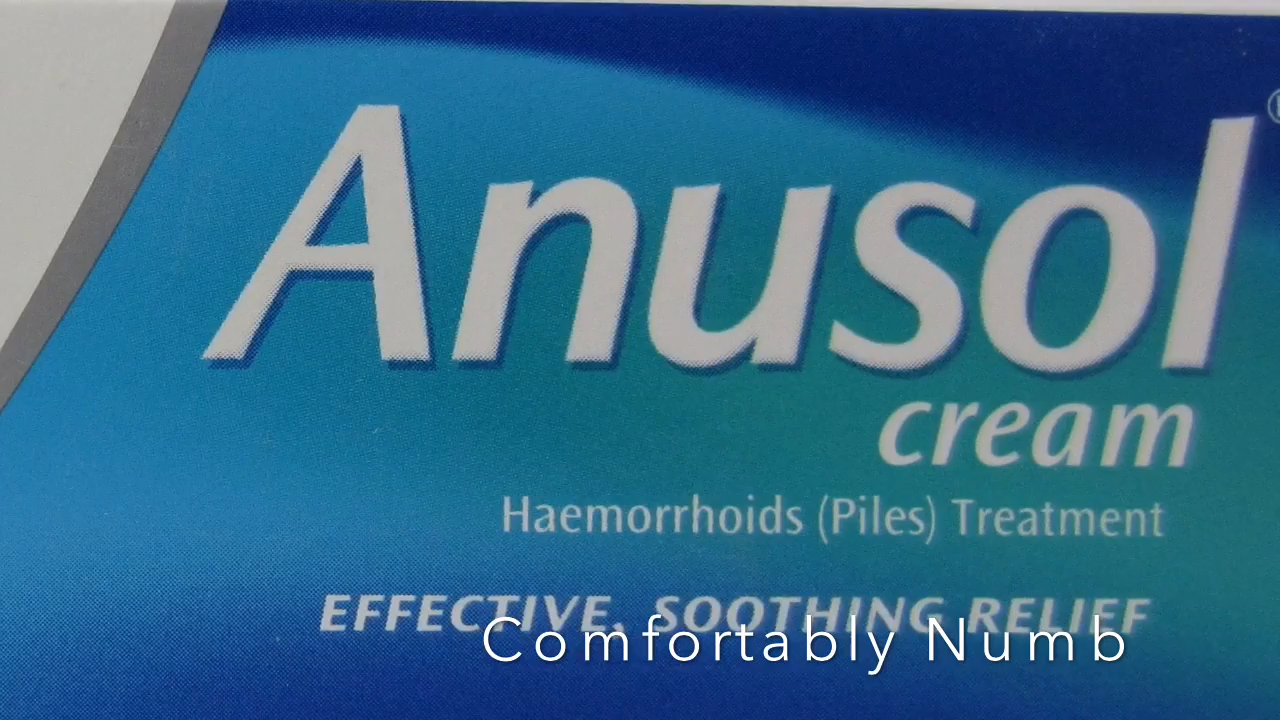 Anusol®
cream
Haemorrhoids (Piles) Treatment
EFFECTIVE, SOOTHING RELIEF
Comfortably Numb